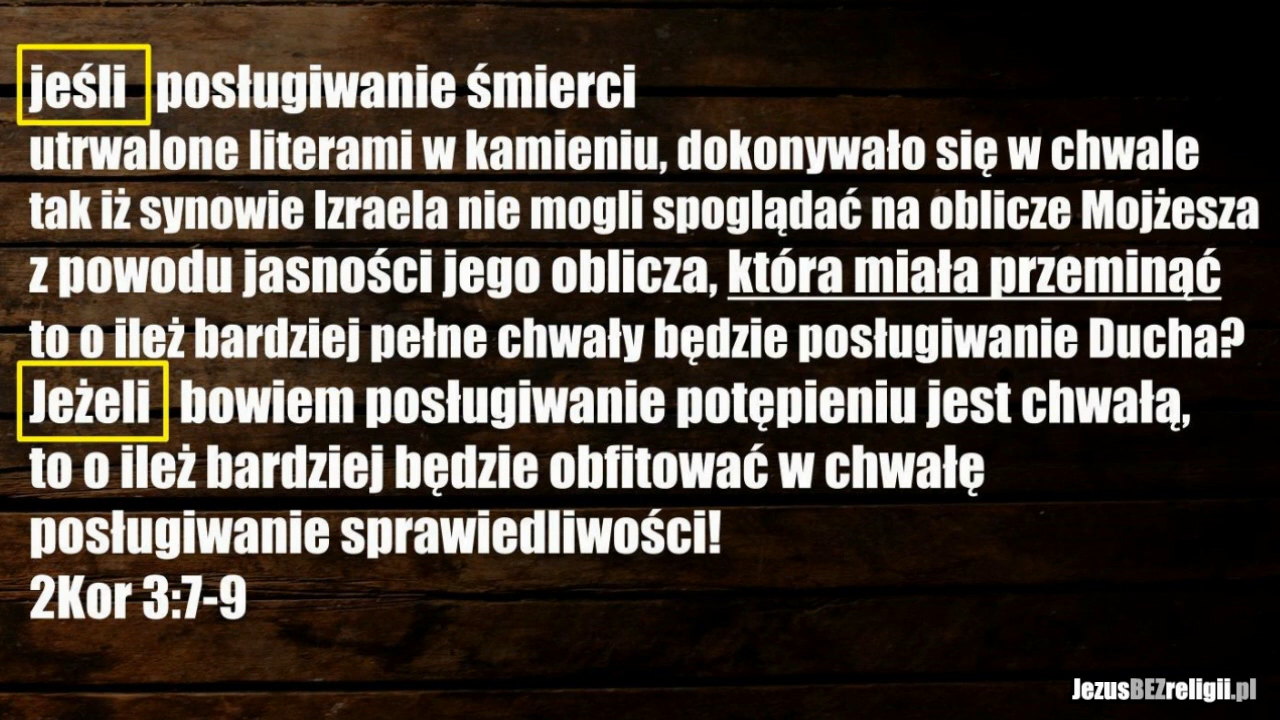 jeśli posługiwanie śmierci
utrwalone literami w kamieniu, dokonywało się w chwale
tak iż synowie Izraela nie mogli spoglądać na oblicze Mojżesza
z powodu jasności jego oblicza, która miała przeminąć
to o ileż bardziej pełne chwały będzie posługiwanie Ducha?
Jeżeli bowiem posługiwanie potępieniu jest chwałą,
to o ileż bardziej będzie obfitować w chwałę
posługiwanie sprawiedliwości!
2Kor 3:7-9
JezusBEZreligii.pl